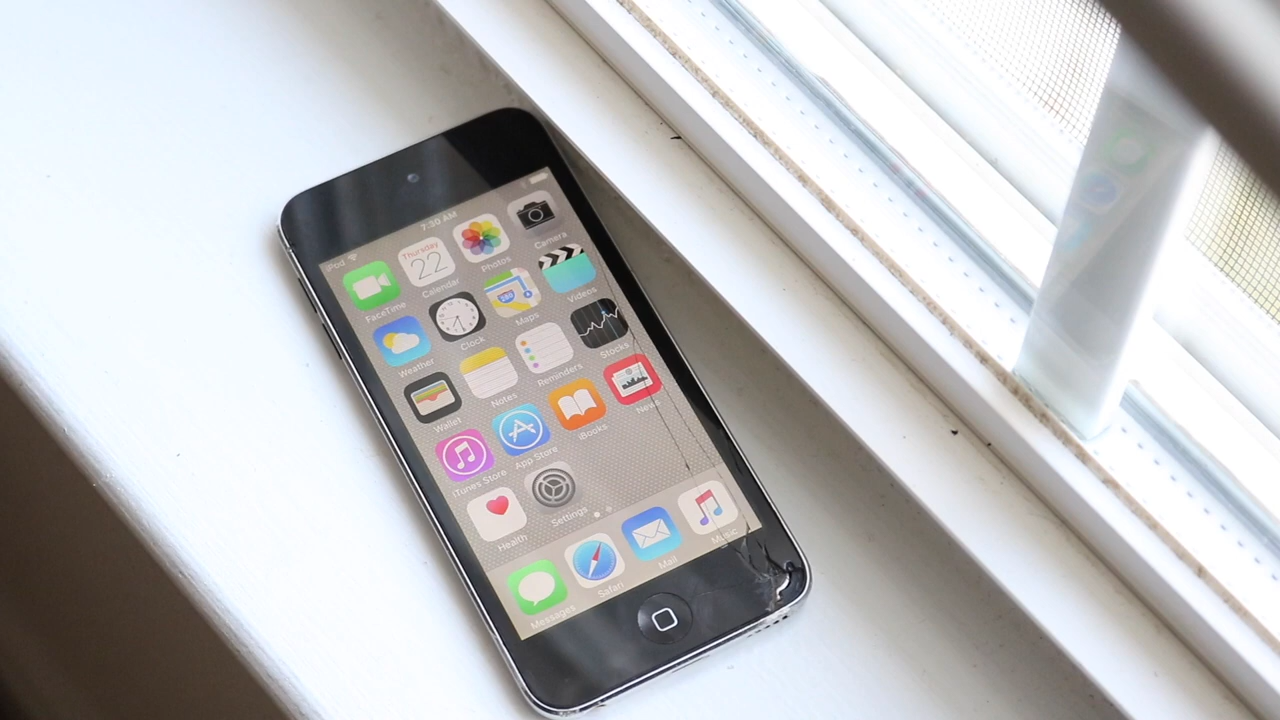 iPod 7:30 AM
FaceTime Calendar Photos Camera
Thursday
22
Weather Clock Maps Videos
Wallet Notes Reminders Stocks
iTunes Store App Store iBooks News
Health Settings
Messages Safari Mail Music